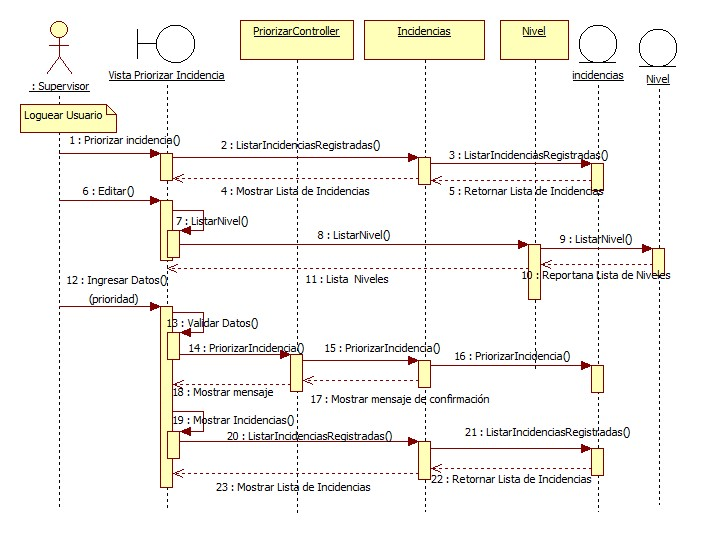 PriorizarController
Incidencias
Nivel
: Supervisor
Vista Priorizar Incidencia
incidencias
Nivel
Loguear Usuario
1 : Priorizar incidencia()
2 : ListarIncidenciasRegistradas()
3 : ListarIncidenciasRegistradas()
4 : Mostrar Lista de Incidencias
5 : Retornar Lista de Incidencias
6 : Editar()
7 : ListarNivel()
8 : ListarNivel()
9 : ListarNivel()
10 : Reportana Lista de Niveles
11 : Lista Niveles
12 : Ingresar Datos()
(prioridad)
13 : Validar Datos()
14 : PriorizarIncidencia()
15 : PriorizarIncidencia()
16 : PriorizarIncidencia()
17 : Mostrar mensaje de confirmación
18 : Mostrar mensaje
19 : Mostrar Incidencias()
20 : ListarIncidenciasRegistradas()
21 : ListarIncidenciasRegistradas()
22 : Retornar Lista de Incidencias
23 : Mostrar Lista de Incidencias